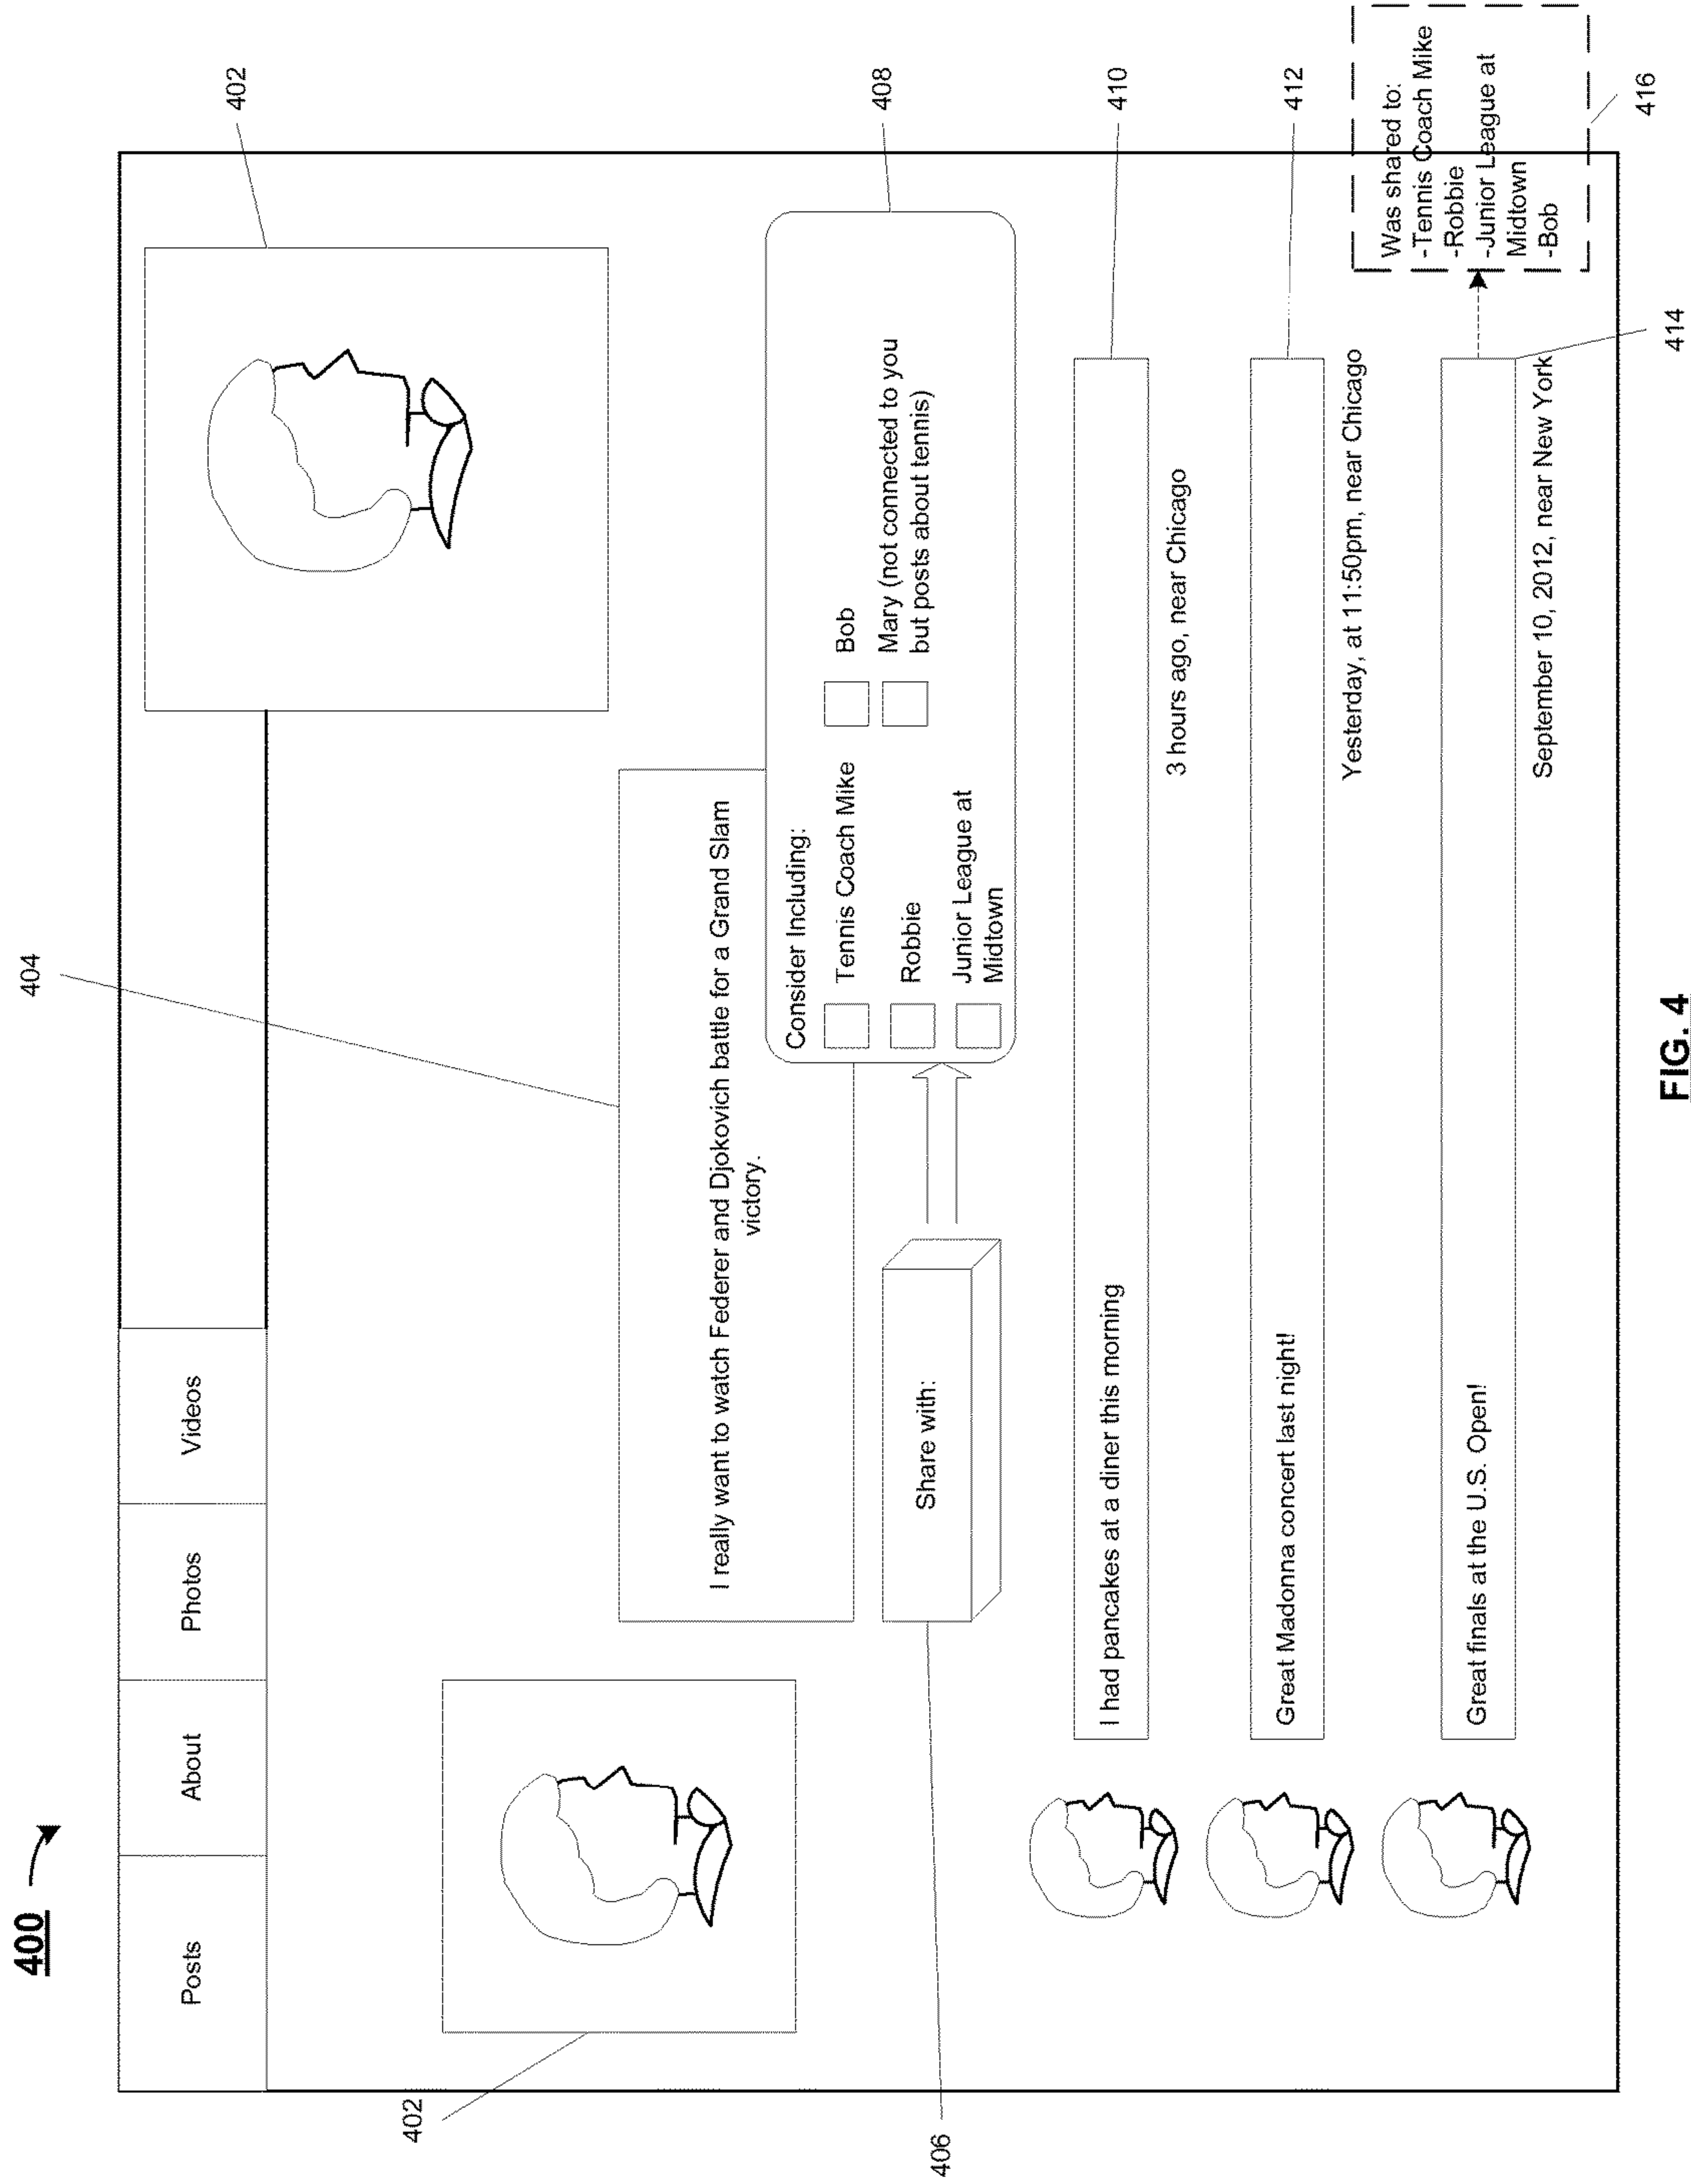 400
404
402
Posts
About
Photos
Videos
402
I really want to watch Federer and Djokovich battle for a Grand Slam
victory.
406
Share with:
Consider Including:
Tennis Coach Mike
Robbie
Junior League at
Midtown
Bob
Mary (not connected to you
but posts about tennis)
408
I had pancakes at a diner this morning
410
3 hours ago, near Chicago
Great Madonna concert last night!
412
Yesterday, at 11:50pm, near Chicago
Great finals at the U.S. Open!
414
September 10, 2012, near New York
Was shared to:
-Tennis Coach Mike
-Robbie
-Junior League at
Midtown
-Bob
416
FIG. 4